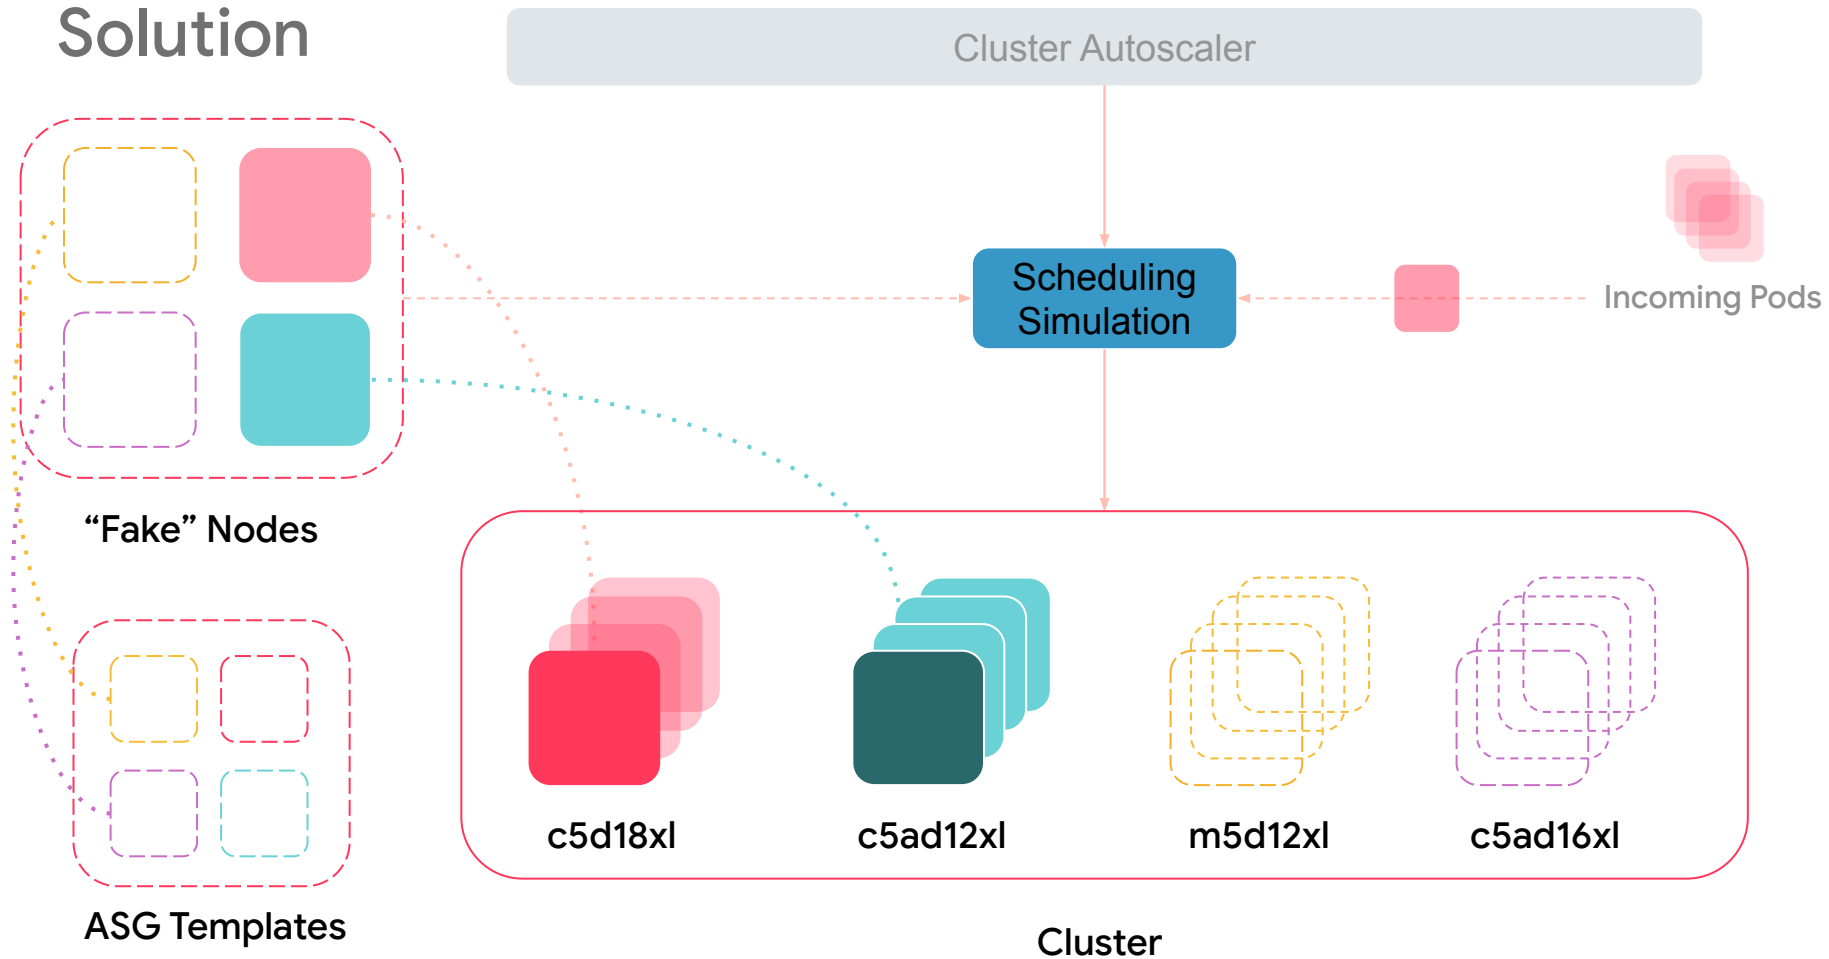 Solution
Cluster Autoscaler
Scheduling
Simulation
Incoming Pods
“Fake” Nodes
c5d18xl
c5ad12xl
m5d12xl
c5ad16xl
ASG Templates
Cluster